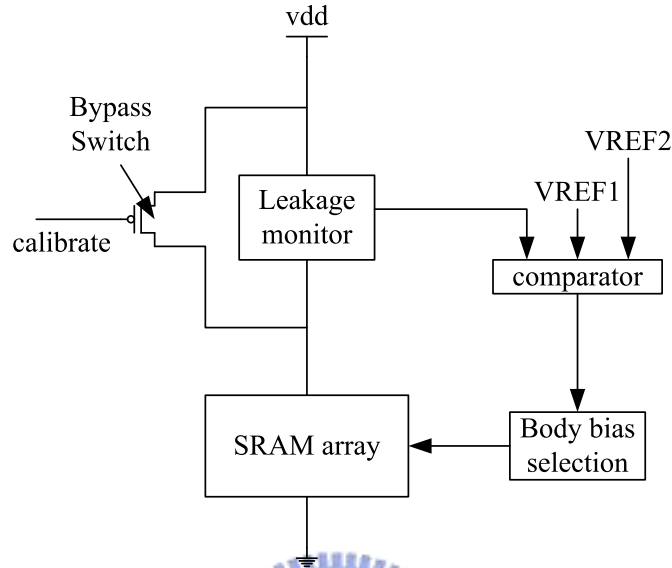 vdd
Bypass
Switch
calibrate
Leakage
monitor
VREF2
VREF1
comparator
SRAM array
Body bias
selection